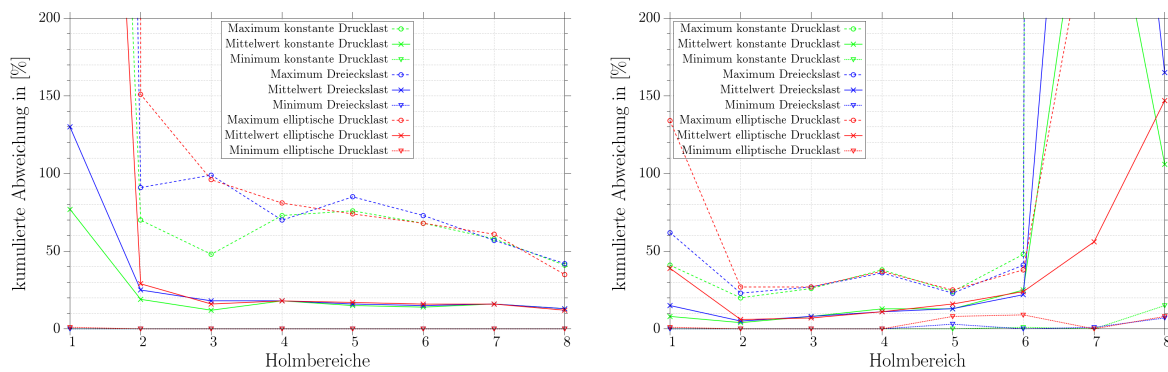 200
150
100
50
0
kumulierte Abweichung in [%]
Maximum konstante Drucklast
Mittelwert konstante Drucklast
Minimum konstante Drucklast
Maximum Dreieckslast
Mittelwert Dreieckslast
Minimum Dreieckslast
Maximum elliptische Drucklast
Mittelwert elliptische Drucklast
Minimum elliptische Drucklast
1 2 3 4 5 6 7 8
Holmbereiche
200
150
100
50
0
kumulierte Abweichung in [%]
Maximum konstante Drucklast
Mittelwert konstante Drucklast
Minimum konstante Drucklast
Maximum Dreieckslast
Mittelwert Dreieckslast
Minimum Dreieckslast
Maximum elliptische Drucklast
Mittelwert elliptische Drucklast
Minimum elliptische Drucklast
1 2 3 4 5 6 7 8
Holmbereich